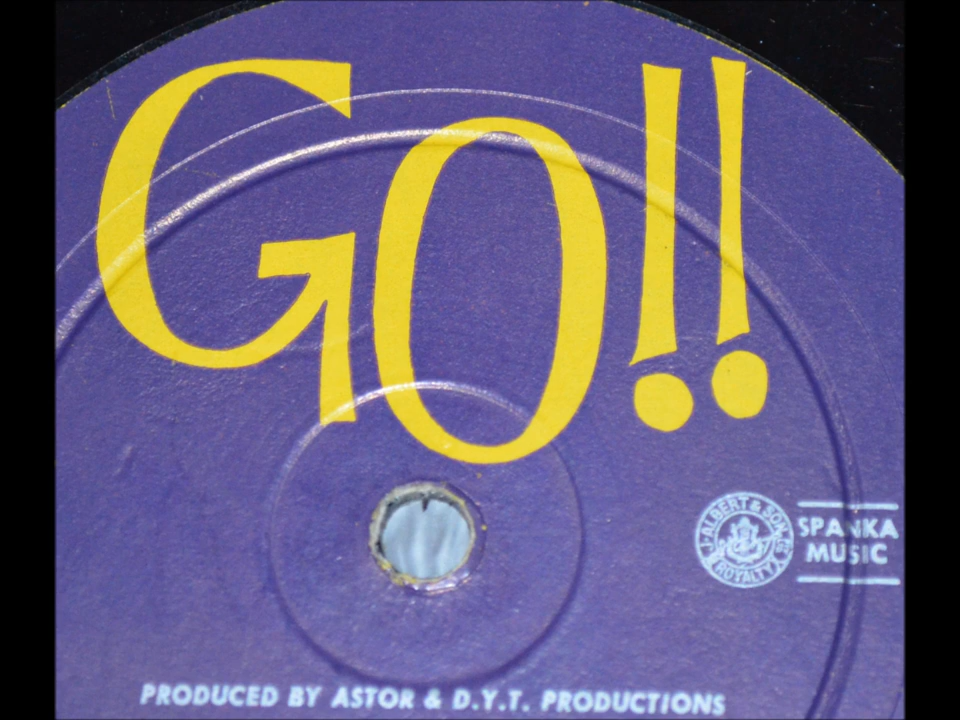 GO!!
J. ALBERT & SON
ROYALTY
SPANKA
MUSIC
PRODUCED BY ASTOR & D.Y.T. PRODUCTIONS